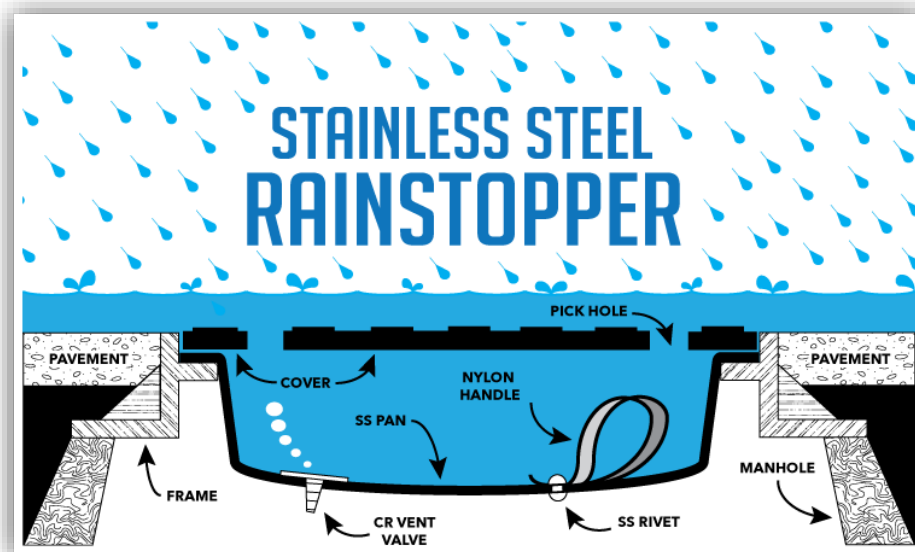 STAINLESS STEEL
RAINSTOPPER
PICK HOLE
PAVEMENT
PAVEMENT
COVER
NYLON
HANDLE
SS PAN
MANHOLE
FRAME
CR VENT
VALVE
SS RIVET